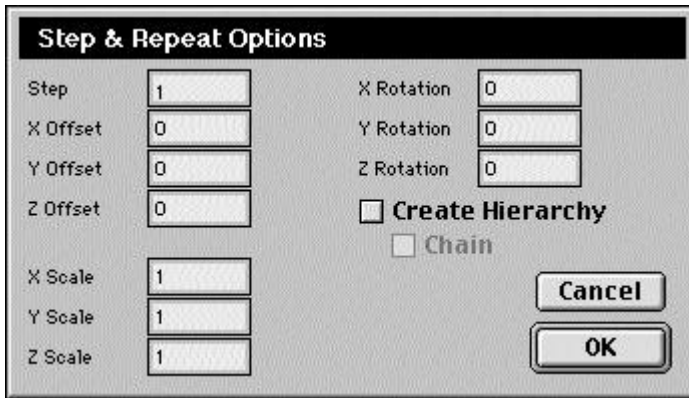 Step & Repeat Options
Step 1
X Offset 0
Y Offset 0
Z Offset 0
X Scale 1
Y Scale 1
Z Scale 1
X Rotation 0
Y Rotation 0
Z Rotation 0
Create Hierarchy
Chain
Cancel
OK